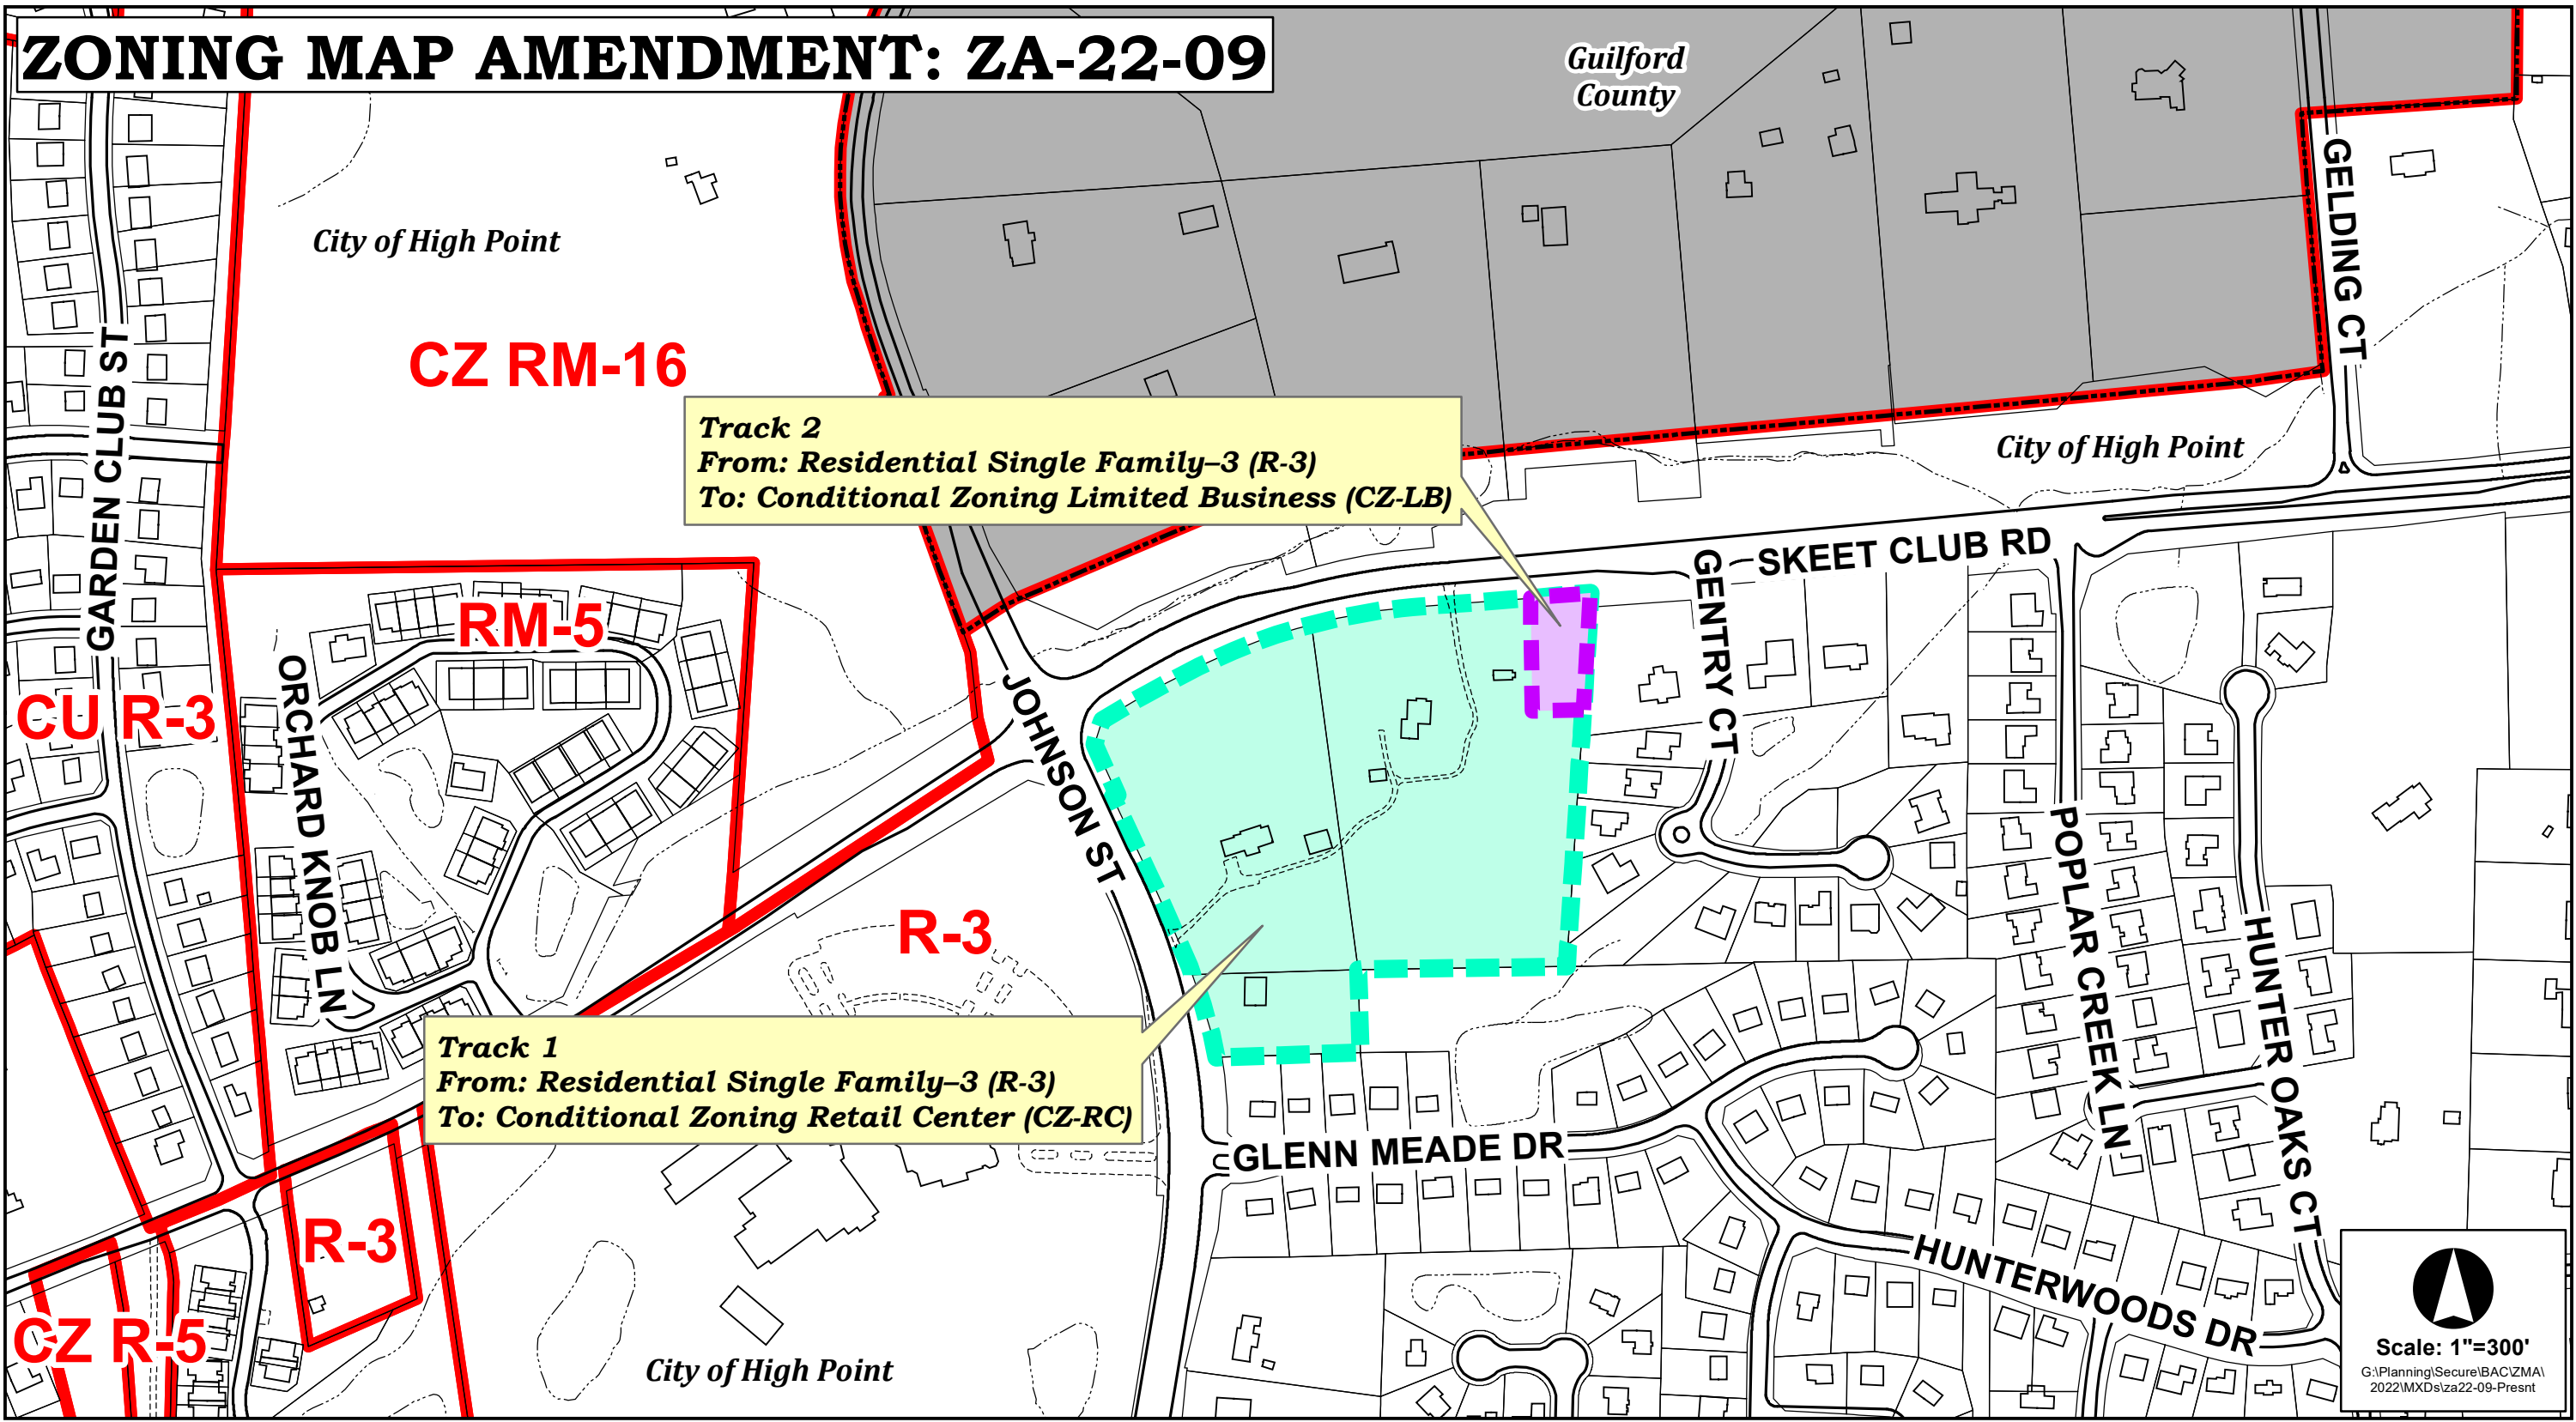 ZONING MAP AMENDMENT: ZA-22-09
Guilford
County
City of High Point
GELDING CT
CZ RM-16
GARDEN CLUB ST
Track 2
From: Residential Single Family–3 (R-3)
To: Conditional Zoning Limited Business (CZ-LB)
City of High Point
SKEET CLUB RD
GENTRY CT
RM-5
ORCHARD KNOB LN
CU R-3
JOHNSON ST
POPLAR CREEK LN
HUNTER OAKS CT
R-3
Track 1
From: Residential Single Family–3 (R-3)
To: Conditional Zoning Retail Center (CZ-RC)
GLENN MEADE DR
R-3
HUNTERWOODS DR
CZ R-5
City of High Point
Scale: 1"=300'
G:\Planning\Secure\BAC\ZMA\
2022\MXDs\za22-09-Presnt